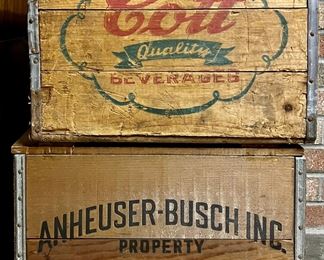 Cott
Quality
BEVERAGES
ANHEUSER-BUSCH INC.
PROPERTY